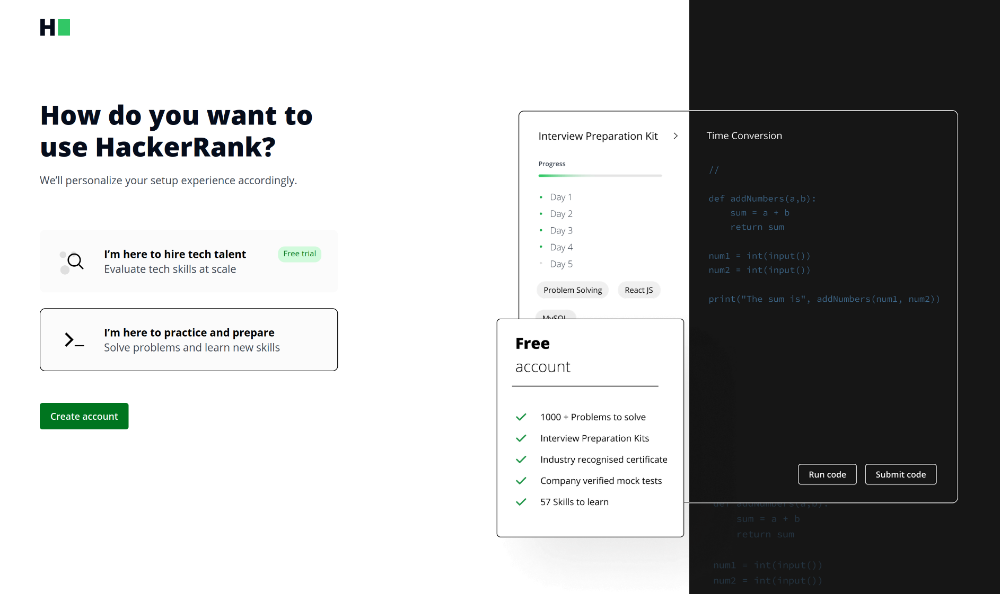 H
How do you want to
use HackerRank?
We’ll personalize your setup experience accordingly.
I’m here to hire tech talent
Free trial
Evaluate tech skills at scale
I’m here to practice and prepare
Solve problems and learn new skills
Create account
Interview Preparation Kit
Progress
Day 1
Day 2
Day 3
Day 4
Day 5
Problem Solving
React JS
MySQL
Free
account
1000 + Problems to solve
Interview Preparation Kits
Industry recognised certificate
Company verified mock tests
57 Skills to learn
Time Conversion
//
def addNumbers(a,b):
sum = a + b
return sum
num1 = int(input())
num2 = int(input())
print("The sum is", addNumbers(num1, num2))
Run code
Submit code
def addNumbers(a,b):
sum = a + b
return sum
num1 = int(input())
num2 = int(input())